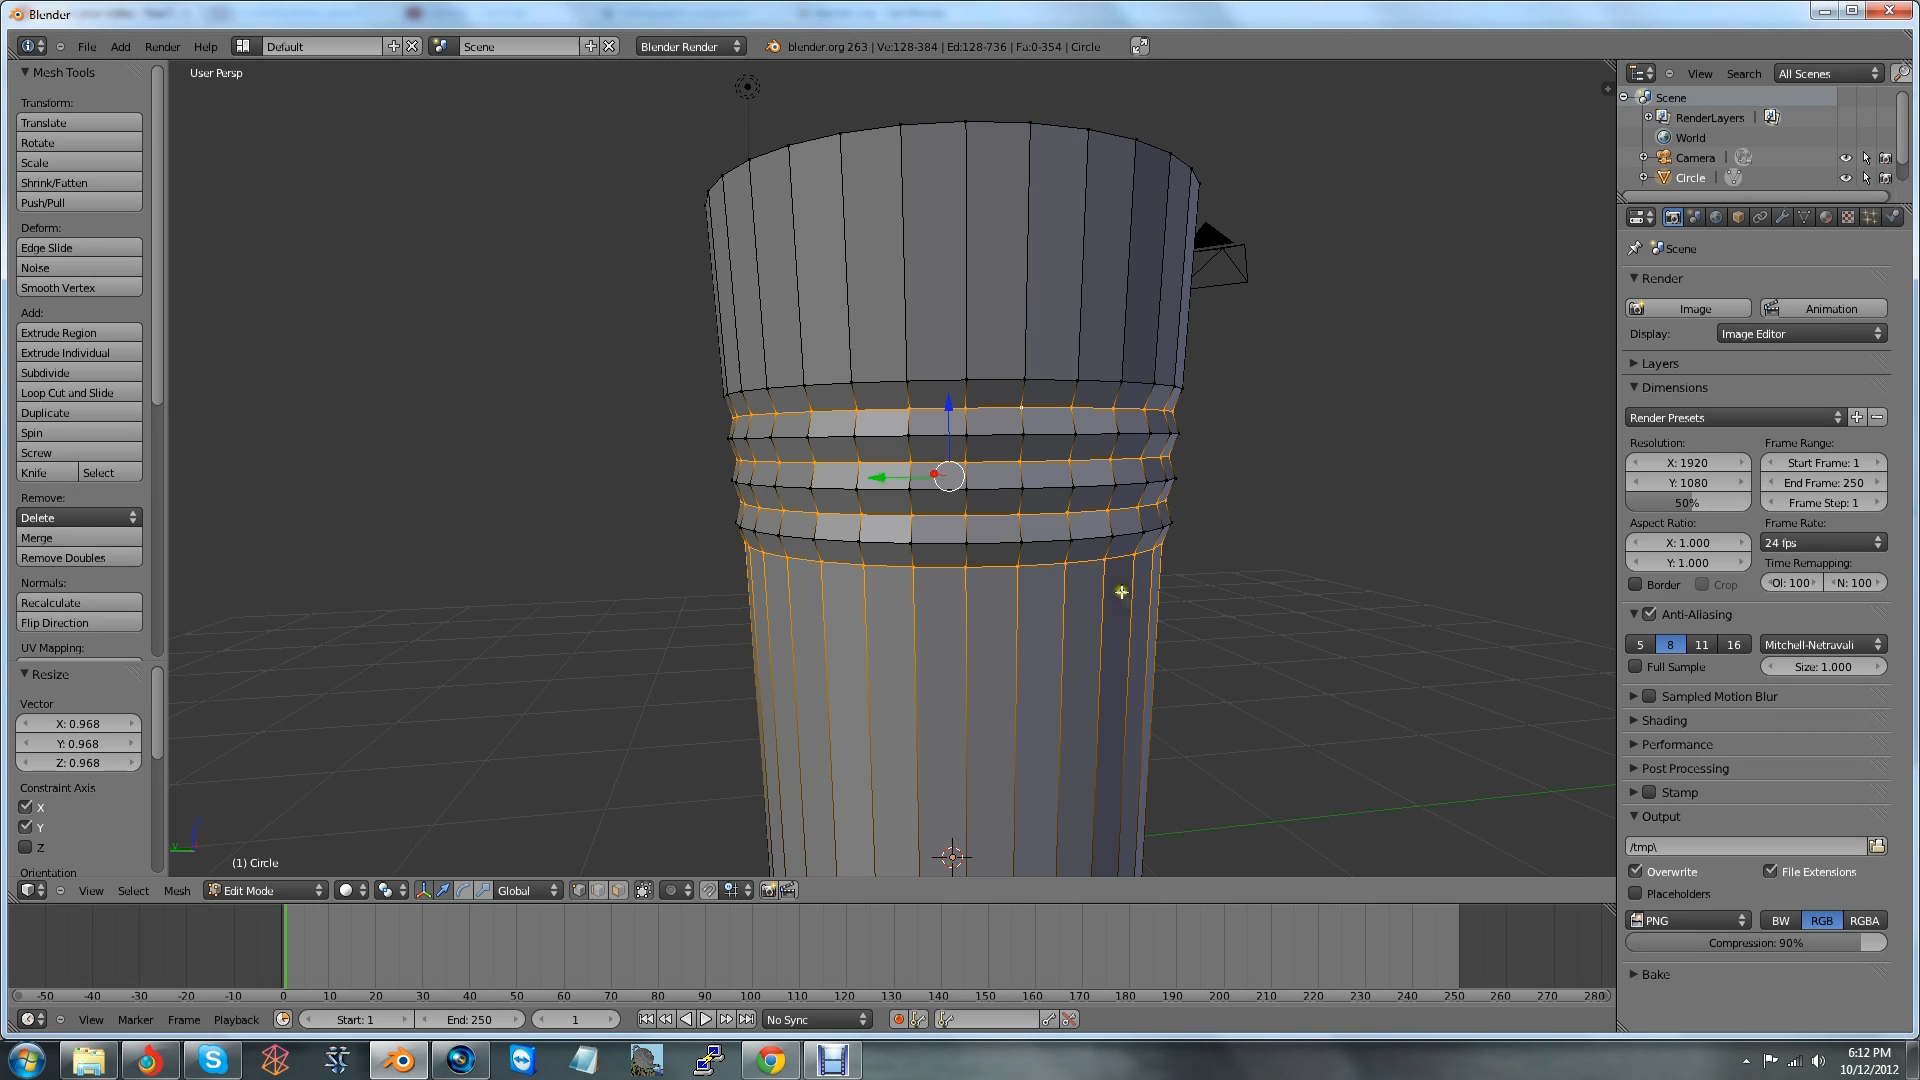 Blender
File Add Render Help Default Scene Blender Render blender.org 263 | Ve:128-384 | Ed:128-736 | Fa:0-354 | Circle
Mesh Tools
Transform:
Translate
Rotate
Scale
Shrink/Fatten
Push/Pull
Deform:
Edge Slide
Noise
Smooth Vertex
Add:
Extrude Region
Extrude Individual
Subdivide
Loop Cut and Slide
Duplicate
Spin
Screw
Knife Select
Remove:
Delete
Merge
Remove Doubles
Normals:
Recalculate
Flip Direction
UV Mapping:
Resize
Vector
X: 0.968
Y: 0.968
Z: 0.968
Constraint Axis
X
Y
Z
Orientation
User Persp
(1) Circle
View Select Mesh Edit Mode Global
-50 -40 -30 -20 -10 0 10 20 30 40 50 60 70 80 90 100 110 120 130 140 150 160 170 180 190 200 210 220 230 240 250 260 270 280
View Marker Frame Playback Start: 1 End: 250 1 No Sync
View Search All Scenes
Scene
RenderLayers
World
Camera
Circle
Scene
Render
Image Animation
Display: Image Editor
Layers
Dimensions
Render Presets
Resolution: Frame Range:
X: 1920 Start Frame: 1
Y: 1080 End Frame: 250
50% Frame Step: 1
Aspect Ratio: Frame Rate:
X: 1.000 24 fps
Y: 1.000 Time Remapping:
Border Crop Ol: 100 N: 100
Anti-Aliasing
5 8 11 16 Mitchell-Netravali
Full Sample Size: 1.000
Sampled Motion Blur
Shading
Performance
Post Processing
Stamp
Output
/tmp\
Overwrite File Extensions
Placeholders
PNG BW RGB RGBA
Compression: 90%
Bake
6:12 PM
10/12/2012